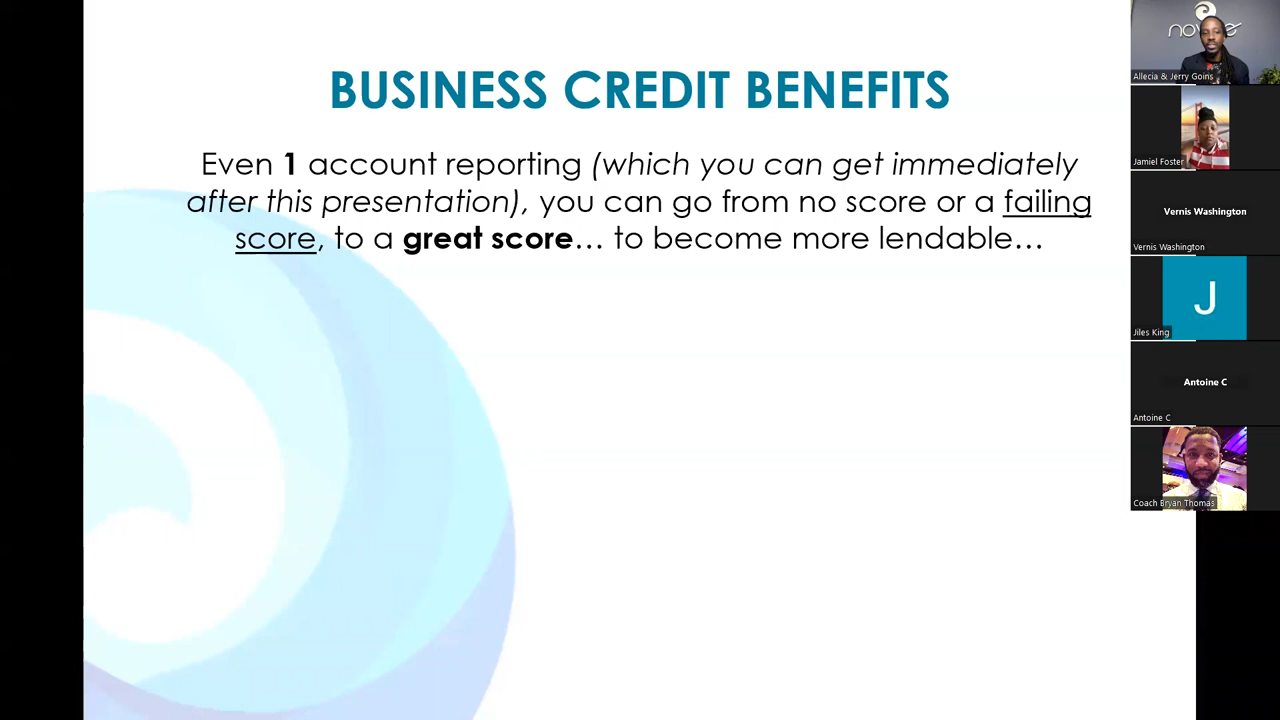 BUSINESS CREDIT BENEFITS
Even 1 account reporting (which you can get immediately
after this presentation), you can go from no score or a failing
score, to a great score… to become more lendable…
Allecia & Jerry Goins
Jamiel Foster
Vernis Washington
Vernis Washington
J
Jiles King
Antoine C
Antoine C
Coach Bryan Thomas